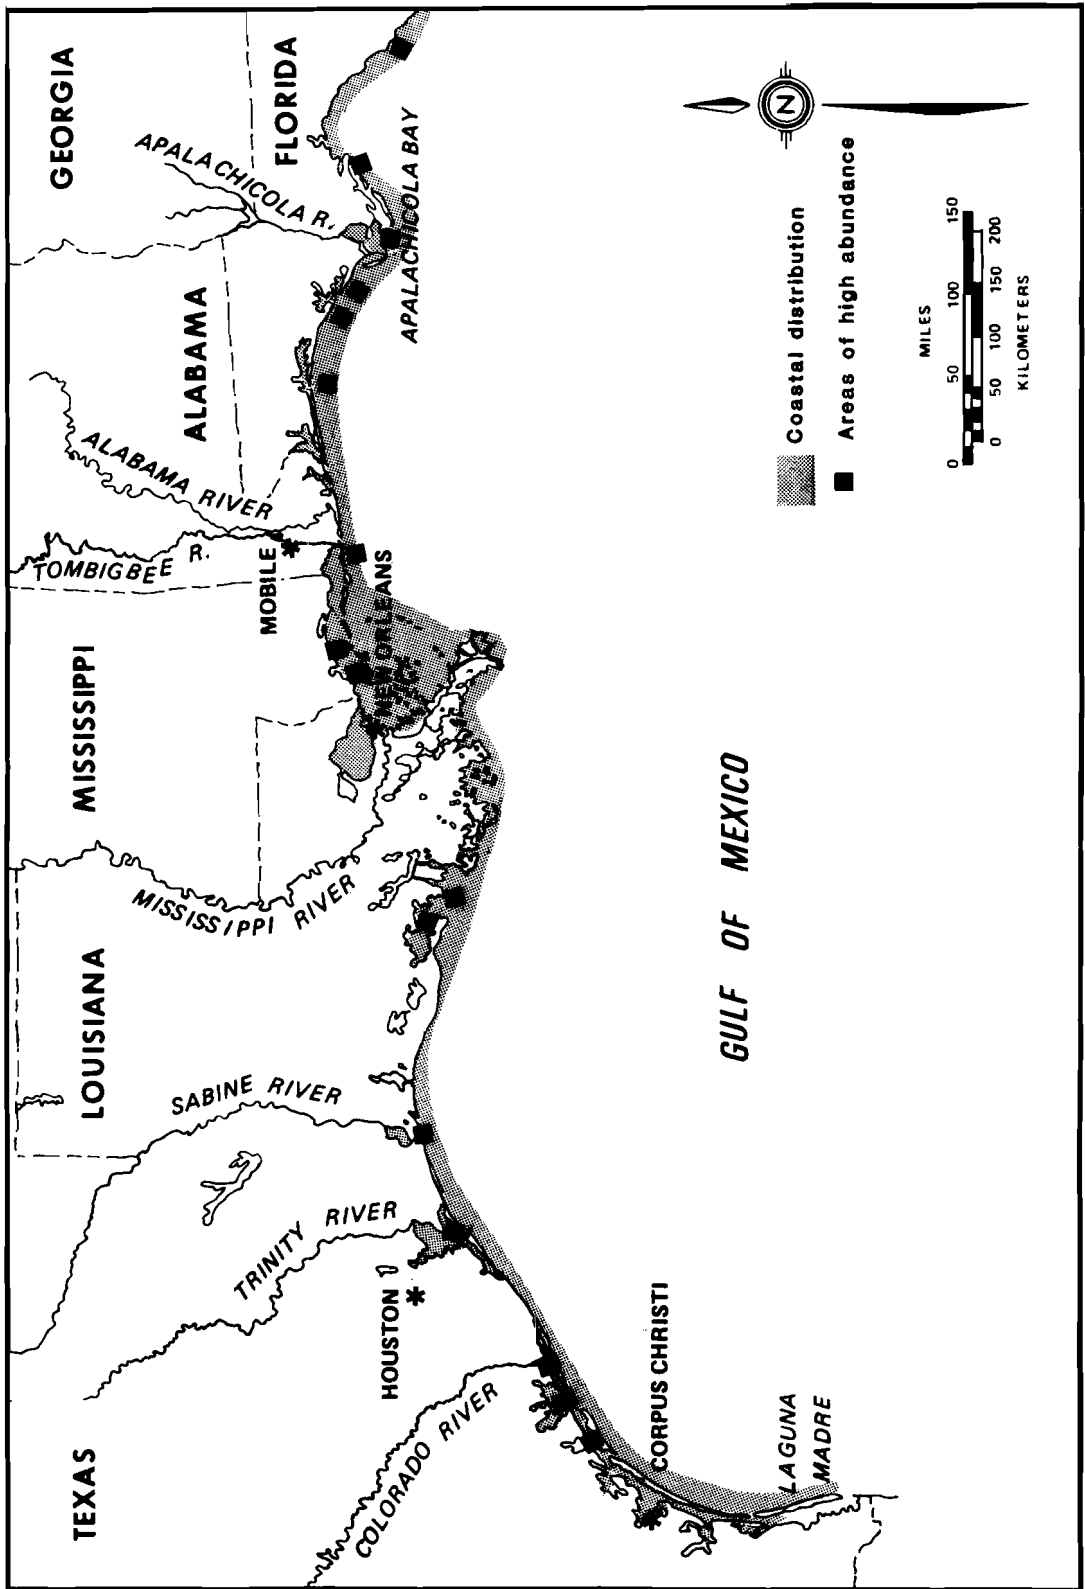 TEXAS
LOUISIANA
MISSISSIPPI
ALABAMA
GEORGIA
FLORIDA
COLORADO RIVER
TRINITY RIVER
SABINE RIVER
MISSISSIPPI RIVER
TOMBIGBEE R.
ALABAMA RIVER
APALACHICOLA R.
HOUSTON
MOBILE
NEW ORLEANS
CORPUS CHRISTI
LAGUNA
MADRE
APALACHICOLA BAY
GULF OF MEXICO
N
Coastal distribution
Areas of high abundance
MILES
0 50 100 150
0 50 100 150 200
KILOMETERS